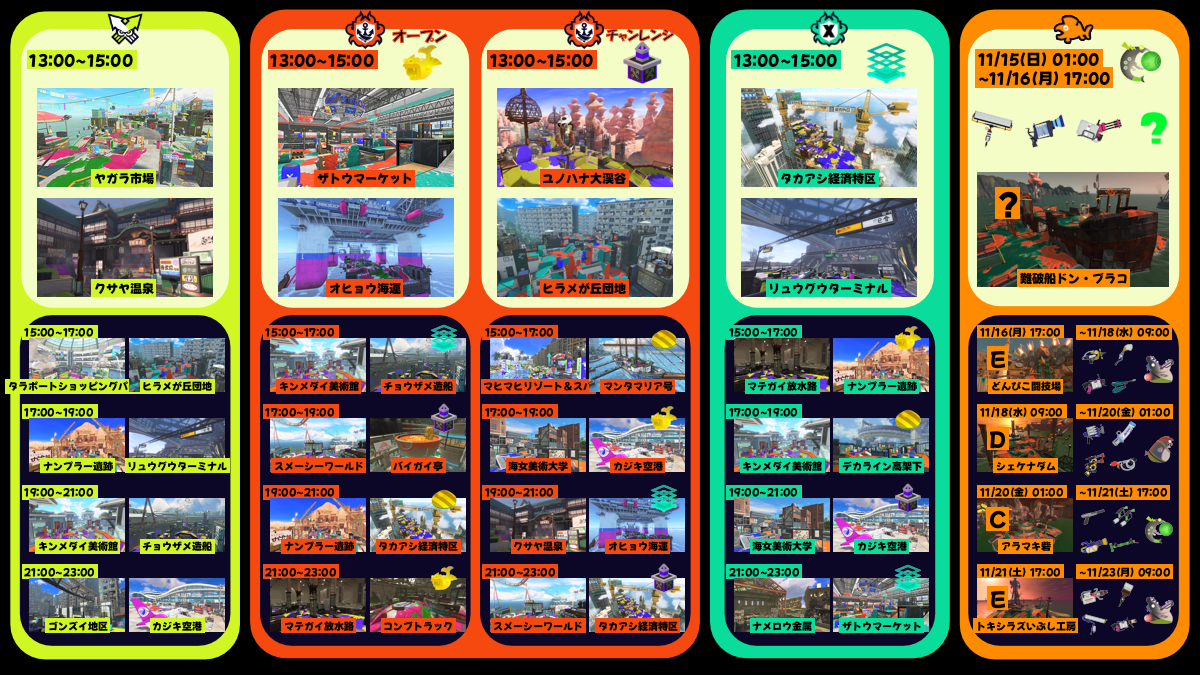 13:00~15:00
ヤガラ市場
クサヤ温泉
15:00~17:00
タラポートショッピングパ
ヒラメが丘団地
17:00~19:00
ナンプラー遺跡
リュウグウターミナル
19:00~21:00
キンメダイ美術館
チョウザメ造船
21:00~23:00
ゴンズイ地区
カジキ空港
オープン
13:00~15:00
ザトウマーケット
オヒョウ海運
15:00~17:00
キンメダイ美術館
チョウザメ造船
17:00~19:00
スメーシーワールド
バイガイ亭
19:00~21:00
ナンプラー遺跡
タカアシ経済特区
21:00~23:00
マテガイ放水路
コンブトラック
チャンレンジ
13:00~15:00
ユノハナ大渓谷
ヒラメが丘団地
15:00~17:00
マヒマヒリゾート&スパ
マンタマリア号
17:00~19:00
海女美術大学
カジキ空港
19:00~21:00
クサヤ温泉
オヒョウ海運
21:00~23:00
スメーシーワールド
タカアシ経済特区
X
13:00~15:00
タカアシ経済特区
リュウグウターミナル
15:00~17:00
マテガイ放水路
ナンプラー遺跡
17:00~19:00
キンメダイ美術館
デカライン高架下
19:00~21:00
海女美術大学
カジキ空港
21:00~23:00
ナメロウ金属
ザトウマーケット
11/15(日) 01:00
~11/16(月) 17:00
?
?
難破船ドン・ブラコ
11/16(月) 17:00
~11/18(水) 09:00
E
どんぴこ闘技場
11/18(水) 09:00
~11/20(金) 01:00
D
シェケナダム
11/20(金) 01:00
~11/21(土) 17:00
C
アラマキ砦
11/21(土) 17:00
~11/23(月) 09:00
E
トキシラズいぶし工房